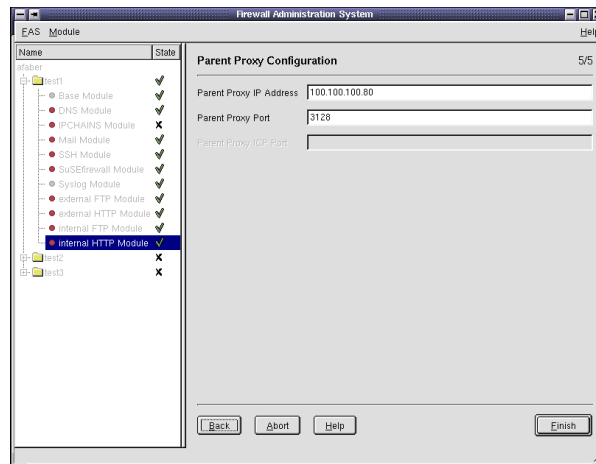 Firewall Administration System
FAS Module Help
Name State
afaber
test1
Base Module
DNS Module
IPCHAINS Module
Mail Module
SSH Module
SuSEfirewall Module
Syslog Module
external FTP Module
external HTTP Module
internal FTP Module
internal HTTP Module
test2
test3
Parent Proxy Configuration 5/5
Parent Proxy IP Address 100.100.100.80
Parent Proxy Port 3128
Parent Proxy ICP Port
Back Abort Help Finish